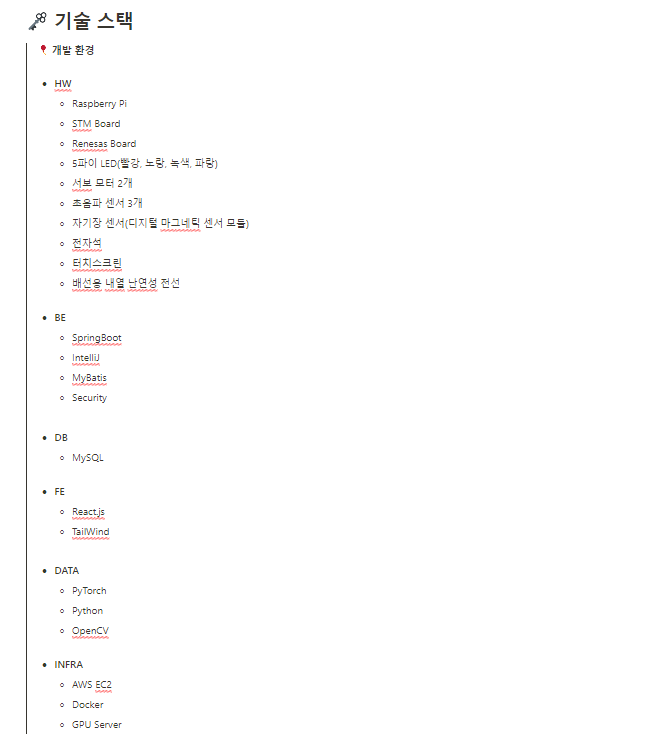 기술 스택
개발 환경
HW
Raspberry Pi
STM Board
Renesas Board
5파이 LED(빨강, 노랑, 녹색, 파랑)
서보 모터 2개
초음파 센서 3개
자기장 센서(디지털 마그네틱 센서 모듈)
전자석
터치스크린
배선용 내열 난연성 전선
BE
SpringBoot
IntelliJ
MyBatis
Security
DB
MySQL
FE
React.js
TailWind
DATA
PyTorch
Python
OpenCV
INFRA
AWS EC2
Docker
GPU Server